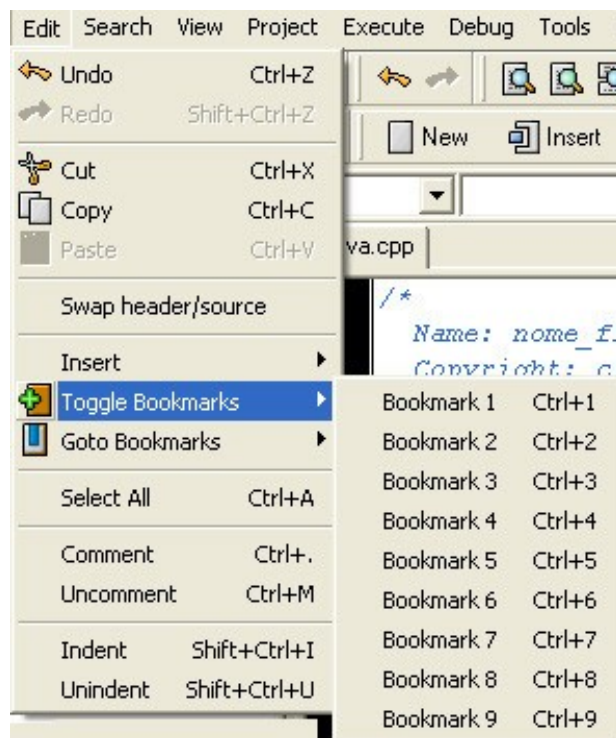 Edit Search View Project Execute Debug Tools
Undo Ctrl+Z
Redo Shift+Ctrl+Z
New Insert
Cut Ctrl+X
Copy Ctrl+C
Paste Ctrl+V
va.cpp
Swap header/source
/*
Name: nome_f
Insert
Copyright: c
Toggle Bookmarks
Goto Bookmarks
Select All Ctrl+A
Comment Ctrl+.
Uncomment Ctrl+M
Indent Shift+Ctrl+I
Unindent Shift+Ctrl+U
Bookmark 1 Ctrl+1
Bookmark 2 Ctrl+2
Bookmark 3 Ctrl+3
Bookmark 4 Ctrl+4
Bookmark 5 Ctrl+5
Bookmark 6 Ctrl+6
Bookmark 7 Ctrl+7
Bookmark 8 Ctrl+8
Bookmark 9 Ctrl+9